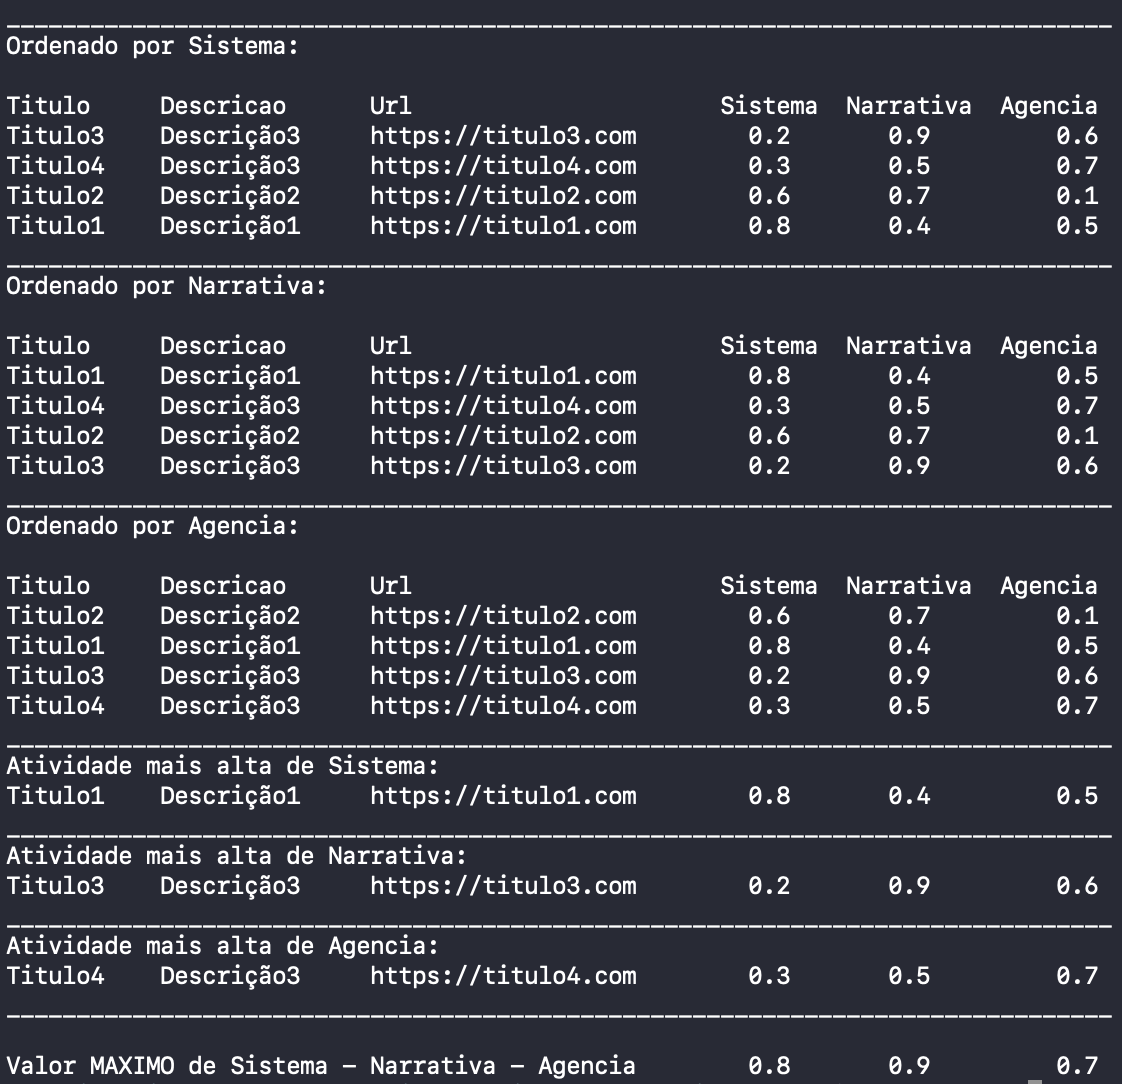 Ordenado por Sistema:
Titulo Descricao Url Sistema Narrativa Agencia
Titulo3 Descrição3 https://titulo3.com 0.2 0.9 0.6
Titulo4 Descrição3 https://titulo4.com 0.3 0.5 0.7
Titulo2 Descrição2 https://titulo2.com 0.6 0.7 0.1
Titulo1 Descrição1 https://titulo1.com 0.8 0.4 0.5
Ordenado por Narrativa:
Titulo Descricao Url Sistema Narrativa Agencia
Titulo1 Descrição1 https://titulo1.com 0.8 0.4 0.5
Titulo4 Descrição3 https://titulo4.com 0.3 0.5 0.7
Titulo2 Descrição2 https://titulo2.com 0.6 0.7 0.1
Titulo3 Descrição3 https://titulo3.com 0.2 0.9 0.6
Ordenado por Agencia:
Titulo Descricao Url Sistema Narrativa Agencia
Titulo2 Descrição2 https://titulo2.com 0.6 0.7 0.1
Titulo1 Descrição1 https://titulo1.com 0.8 0.4 0.5
Titulo3 Descrição3 https://titulo3.com 0.2 0.9 0.6
Titulo4 Descrição3 https://titulo4.com 0.3 0.5 0.7
Atividade mais alta de Sistema:
Titulo1 Descrição1 https://titulo1.com 0.8 0.4 0.5
Atividade mais alta de Narrativa:
Titulo3 Descrição3 https://titulo3.com 0.2 0.9 0.6
Atividade mais alta de Agencia:
Titulo4 Descrição3 https://titulo4.com 0.3 0.5 0.7
Valor MAXIMO de Sistema – Narrativa – Agencia 0.8 0.9 0.7